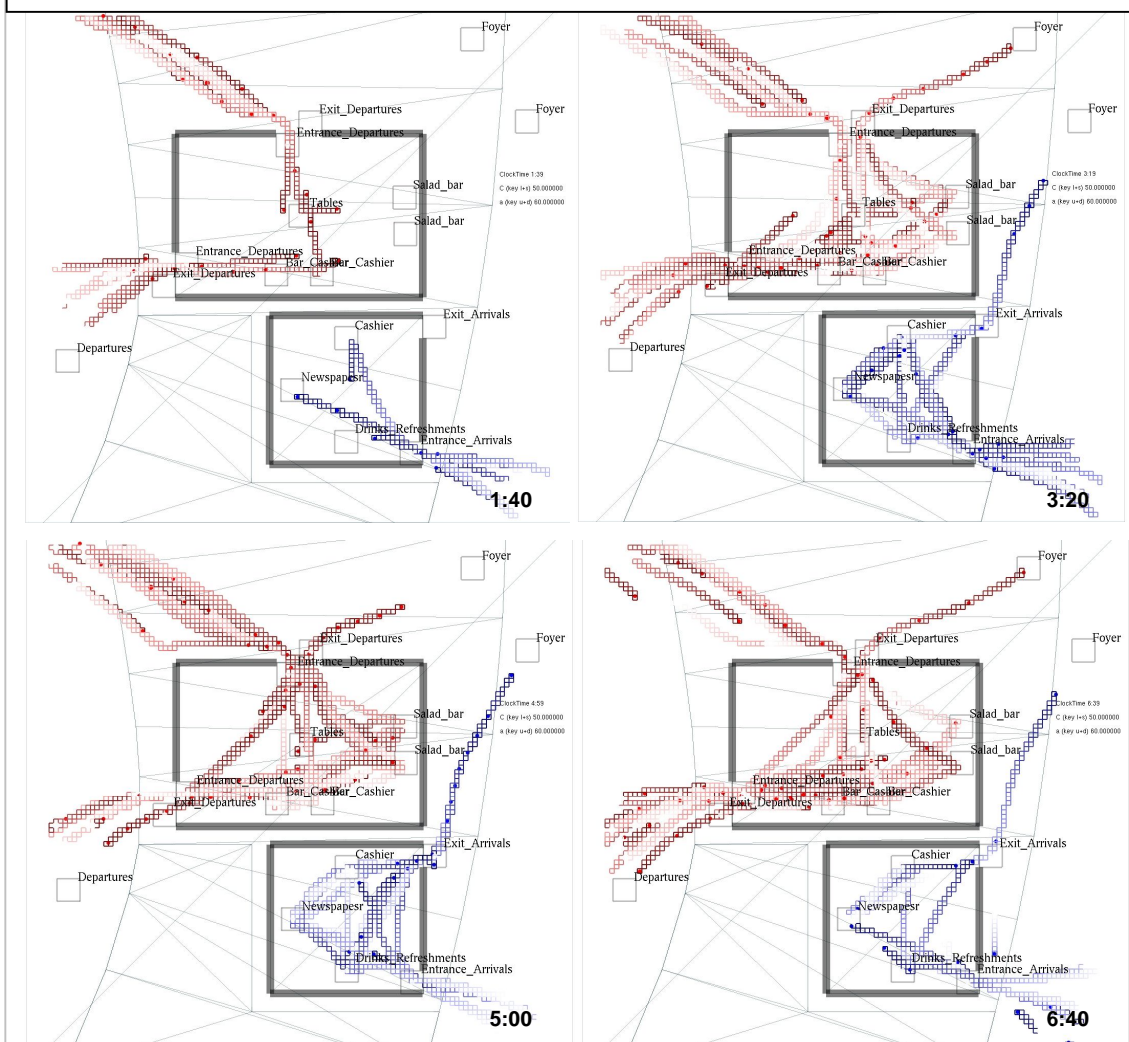 Foyer
Foyer
Exit_Departures
Entrance_Departures
ClockTime 1:39
C (key l+s) 50.000000
a (key u+d) 60.000000
Salad_bar
Tables
Salad_bar
Entrance_Departures
Bar_Cashier
Bar_Cashier
Exit_Departures
Exit_Arrivals
Cashier
Departures
Newspapesr
Drinks_Refreshments
Entrance_Arrivals
1:40
Foyer
Foyer
Exit_Departures
Entrance_Departures
ClockTime 3:19
C (key l+s) 50.000000
a (key u+d) 60.000000
Salad_bar
Tables
Salad_bar
Entrance_Departures
Bar_Cashier
Bar_Cashier
Exit_Departures
Exit_Arrivals
Cashier
Departures
Newspapesr
Drinks_Refreshments
Entrance_Arrivals
3:20
Foyer
Foyer
Exit_Departures
Entrance_Departures
ClockTime 4:59
C (key l+s) 50.000000
a (key u+d) 60.000000
Salad_bar
Tables
Salad_bar
Entrance_Departures
Bar_Cashier
Bar_Cashier
Exit_Departures
Exit_Arrivals
Cashier
Departures
Newspapesr
Drinks_Refreshments
Entrance_Arrivals
5:00
Foyer
Foyer
Exit_Departures
Entrance_Departures
ClockTime 6:39
C (key l+s) 50.000000
a (key u+d) 60.000000
Salad_bar
Tables
Salad_bar
Entrance_Departures
Bar_Cashier
Bar_Cashier
Exit_Departures
Exit_Arrivals
Cashier
Departures
Newspapesr
Drinks_Refreshments
Entrance_Arrivals
6:40